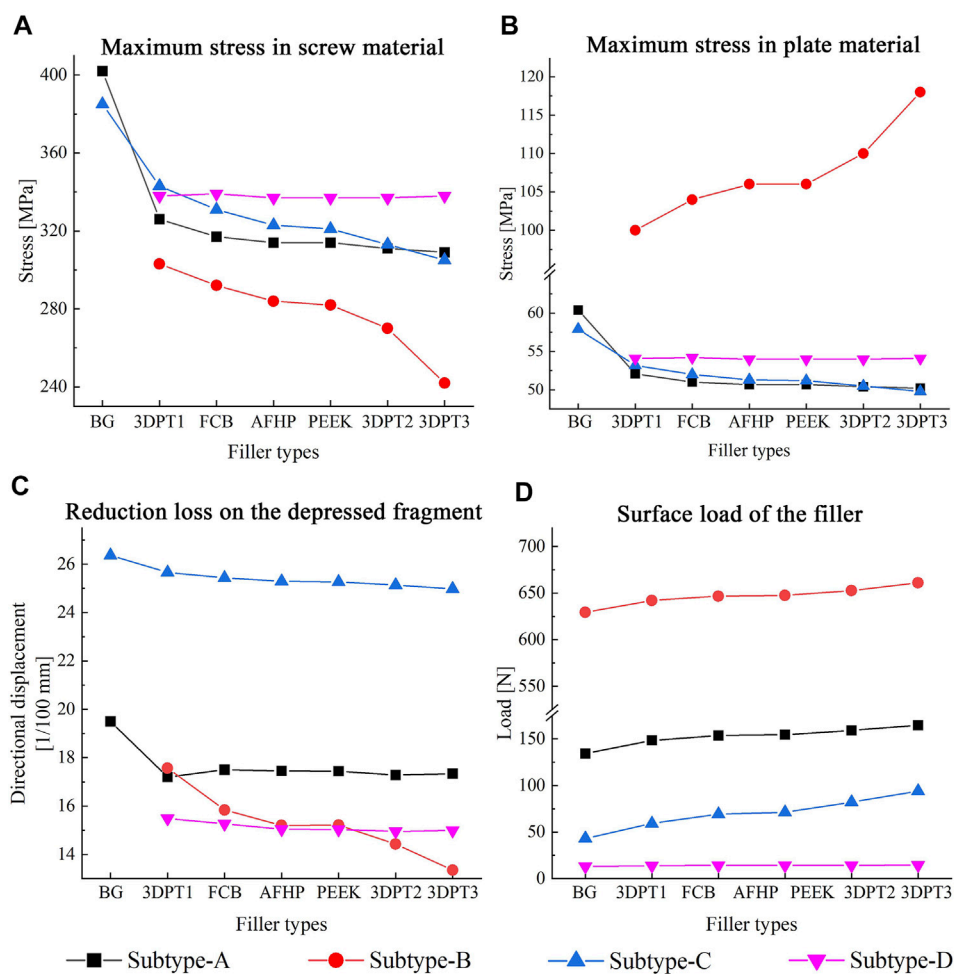 A
Maximum stress in screw material
400
360
320
280
240
Stress [MPa]
BG 3DPT1 FCB AFHP PEEK 3DPT2 3DPT3
Filler types
B
Maximum stress in plate material
120
115
110
105
100
60
55
50
Stress [MPa]
BG 3DPT1 FCB AFHP PEEK 3DPT2 3DPT3
Filler types
C
Reduction loss on the depressed fragment
26
24
22
20
18
16
14
Directional displacement
[1/100 mm]
BG 3DPT1 FCB AFHP PEEK 3DPT2 3DPT3
Filler types
D
Surface load of the filler
700
650
600
550
150
100
50
0
Load [N]
BG 3DPT1 FCB AFHP PEEK 3DPT2 3DPT3
Filler types
Subtype-A Subtype-B Subtype-C Subtype-D